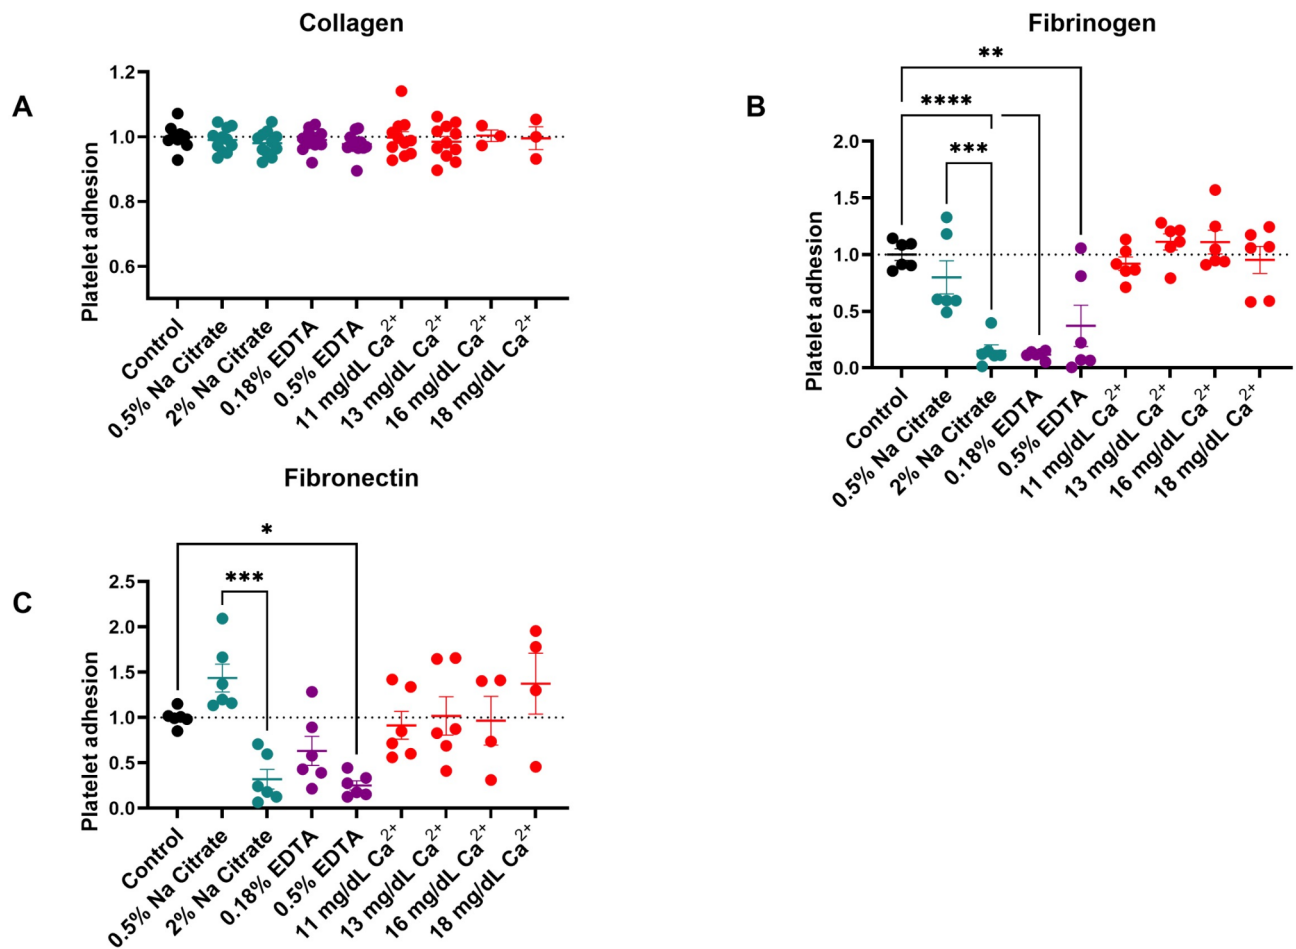 Collagen
A
Platelet adhesion
1.2
1.0
0.8
0.6
Control
0.5% Na Citrate
2% Na Citrate
0.18% EDTA
0.5% EDTA
11 mg/dL Ca²⁺
13 mg/dL Ca²⁺
16 mg/dL Ca²⁺
18 mg/dL Ca²⁺
Fibrinogen
B
**
****
***
Platelet adhesion
2.0
1.5
1.0
0.5
0.0
Control
0.5% Na Citrate
2% Na Citrate
0.18% EDTA
0.5% EDTA
11 mg/dL Ca²⁺
13 mg/dL Ca²⁺
16 mg/dL Ca²⁺
18 mg/dL Ca²⁺
Fibronectin
C
*
***
Platelet adhesion
2.5
2.0
1.5
1.0
0.5
0.0
Control
0.5% Na Citrate
2% Na Citrate
0.18% EDTA
0.5% EDTA
11 mg/dL Ca²⁺
13 mg/dL Ca²⁺
16 mg/dL Ca²⁺
18 mg/dL Ca²⁺